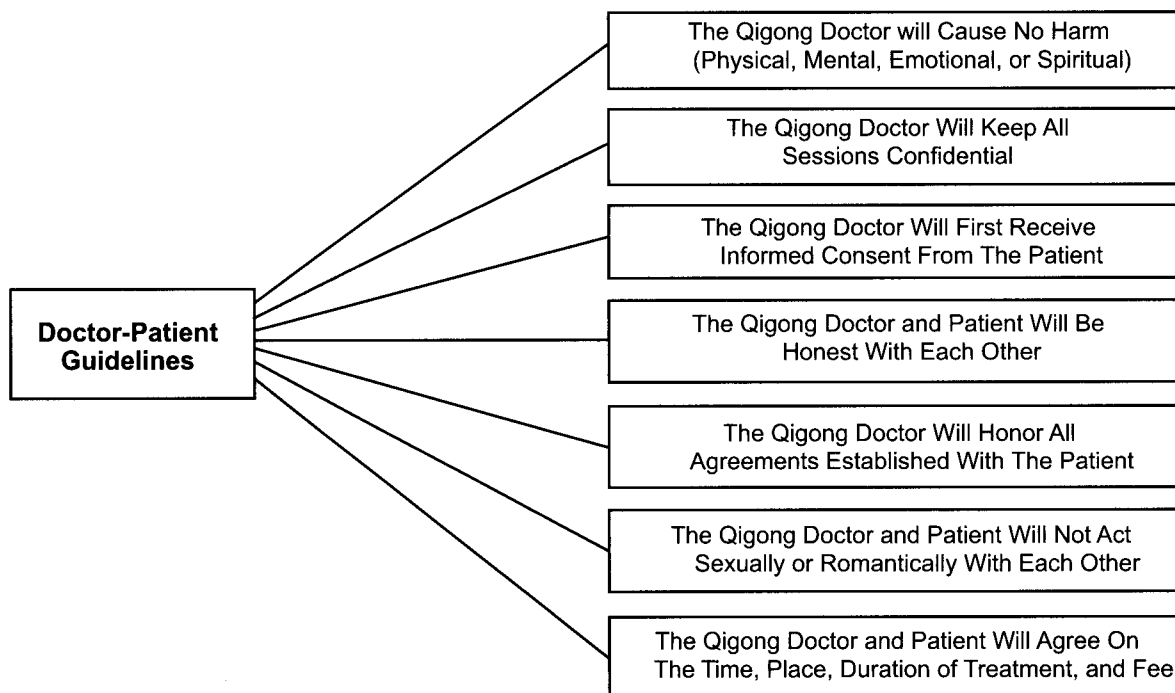 The Qigong Doctor will Cause No Harm
(Physical, Mental, Emotional, or Spiritual)
The Qigong Doctor Will Keep All
Sessions Confidential
The Qigong Doctor Will First Receive
Informed Consent From The Patient
Doctor-Patient
Guidelines
The Qigong Doctor and Patient Will Be
Honest With Each Other
The Qigong Doctor Will Honor All
Agreements Established With The Patient
The Qigong Doctor and Patient Will Not Act
Sexually or Romantically With Each Other
The Qigong Doctor and Patient Will Agree On
The Time, Place, Duration of Treatment, and Fee